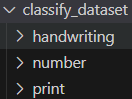 classify_dataset
handwriting
number
print